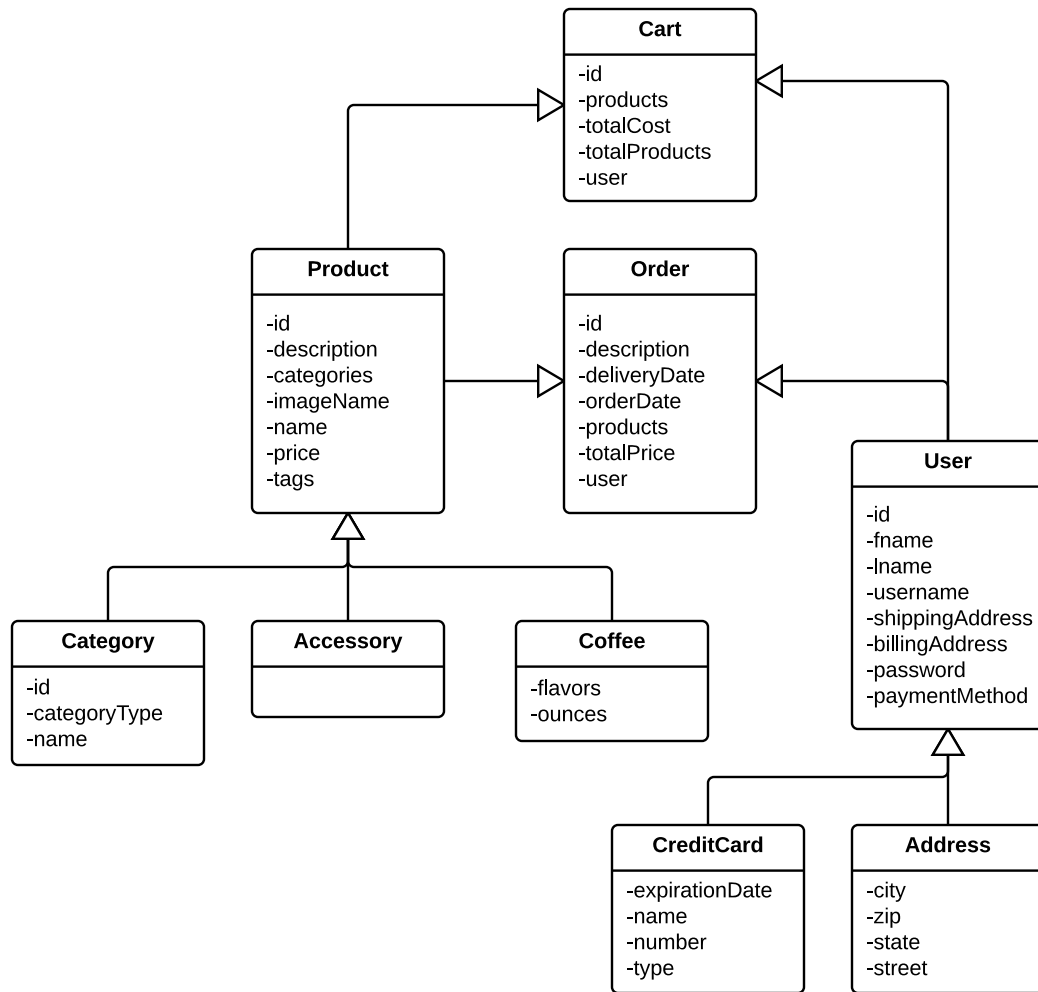 Cart
-id
-products
-totalCost
-totalProducts
-user
Product
-id
-description
-categories
-imageName
-name
-price
-tags
Order
-id
-description
-deliveryDate
-orderDate
-products
-totalPrice
-user
User
-id
-fname
-lname
-username
-shippingAddress
-billingAddress
-password
-paymentMethod
Category
-id
-categoryType
-name
Accessory
Coffee
-flavors
-ounces
CreditCard
-expirationDate
-name
-number
-type
Address
-city
-zip
-state
-street